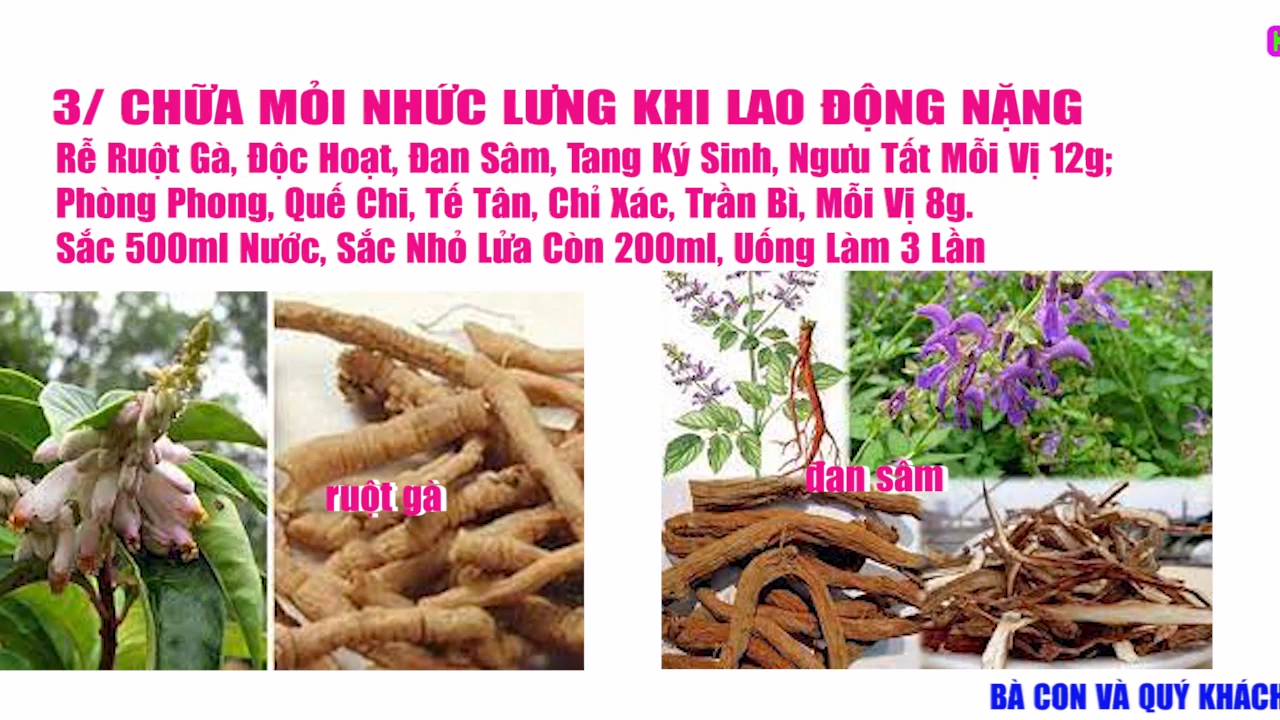 3/ CHỮA MỎI NHỨC LƯNG KHI LAO ĐỘNG NẶNG
Rễ Ruột Gà, Độc Hoạt, Đan Sâm, Tang Ký Sinh, Ngưu Tất Mỗi Vị 12g;
Phòng Phong, Quế Chi, Tế Tân, Chỉ Xác, Trần Bì, Mỗi Vị 8g.
Sắc 500ml Nước, Sắc Nhỏ Lửa Còn 200ml, Uống Làm 3 Lần
ruột gà
đan sâm
BÀ CON VÀ QUÝ KHÁCH